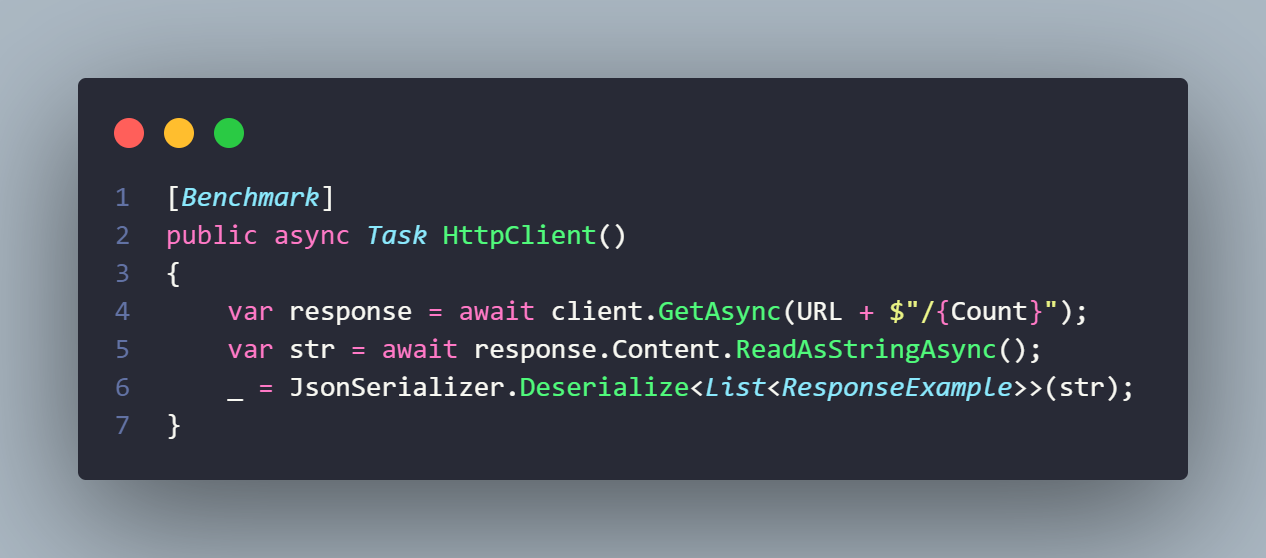 1 [Benchmark]
2 public async Task HttpClient()
3 {
4     var response = await client.GetAsync(URL + $"/{Count}");
5     var str = await response.Content.ReadAsStringAsync();
6     _ = JsonSerializer.Deserialize<List<ResponseExample>>(str);
7 }